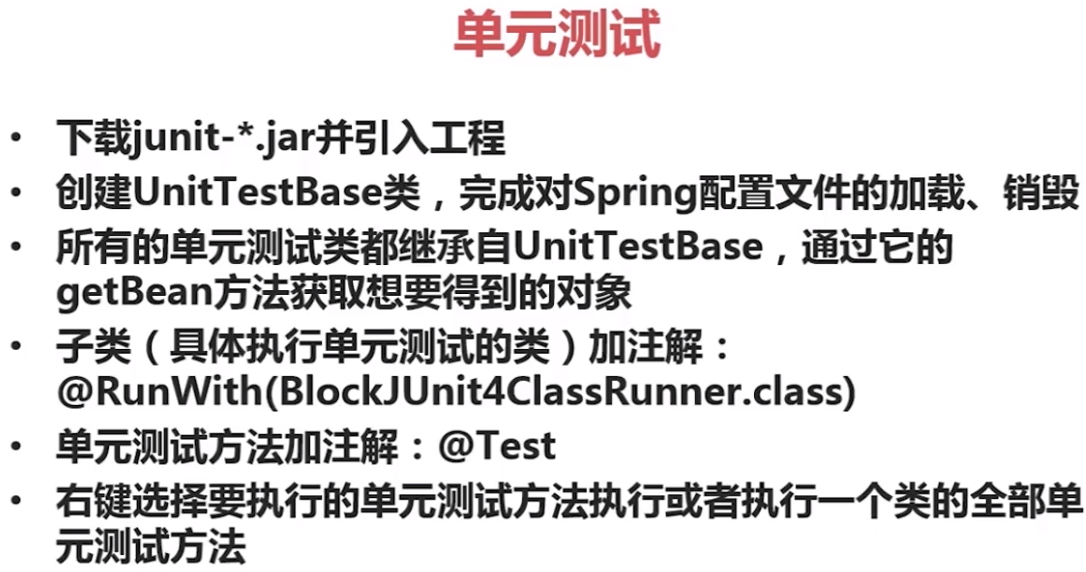 单元测试
• 下载junit-*.jar并引入工程
• 创建UnitTestBase类，完成对Spring配置文件的加载、销毁
• 所有的单元测试类都继承自UnitTestBase，通过它的
getBean方法获取想要得到的对象
• 子类（具体执行单元测试的类）加注解：
@RunWith(BlockJUnit4ClassRunner.class)
• 单元测试方法加注解：@Test
• 右键选择要执行的单元测试方法执行或者执行一个类的全部单
元测试方法